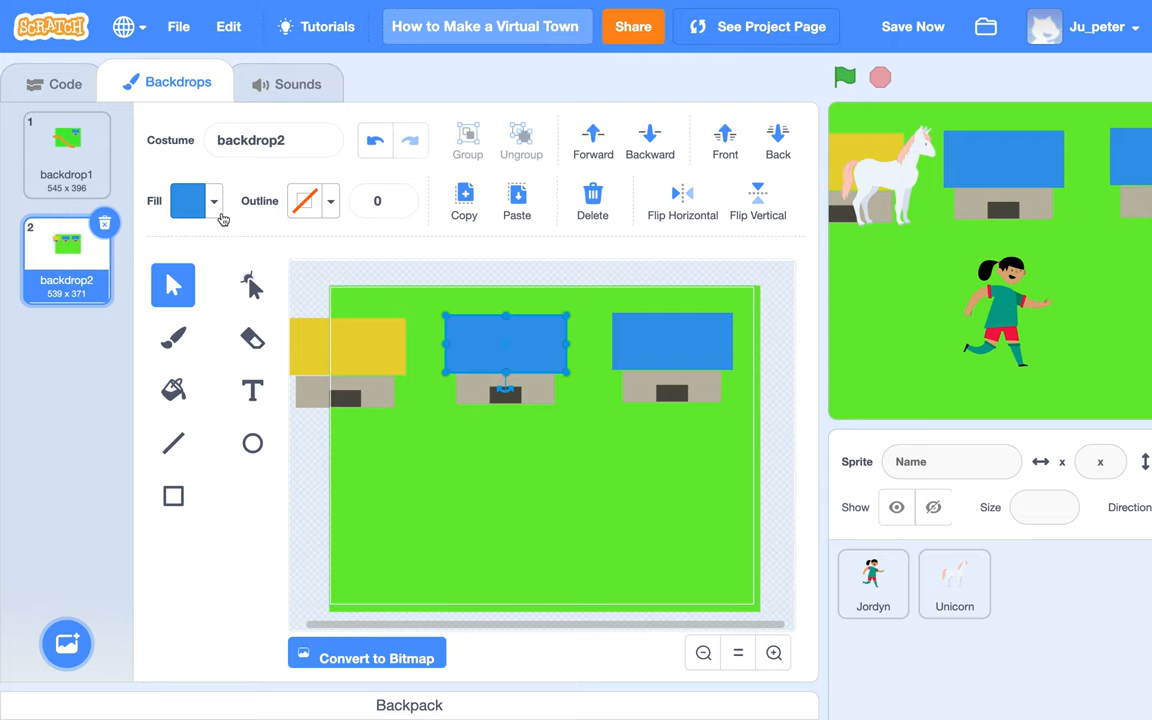 SCRATCH
File
Edit
Tutorials
How to Make a Virtual Town
Share
See Project Page
Save Now
Ju_peter
Code
Backdrops
Sounds
1
backdrop1
545 x 396
2
backdrop2
539 x 371
Costume
backdrop2
Group
Ungroup
Forward
Backward
Front
Back
Fill
Outline
0
Copy
Paste
Delete
Flip Horizontal
Flip Vertical
T
Convert to Bitmap
Backpack
Sprite
Name
x
x
Show
Size
Direction
Jordyn
Unicorn